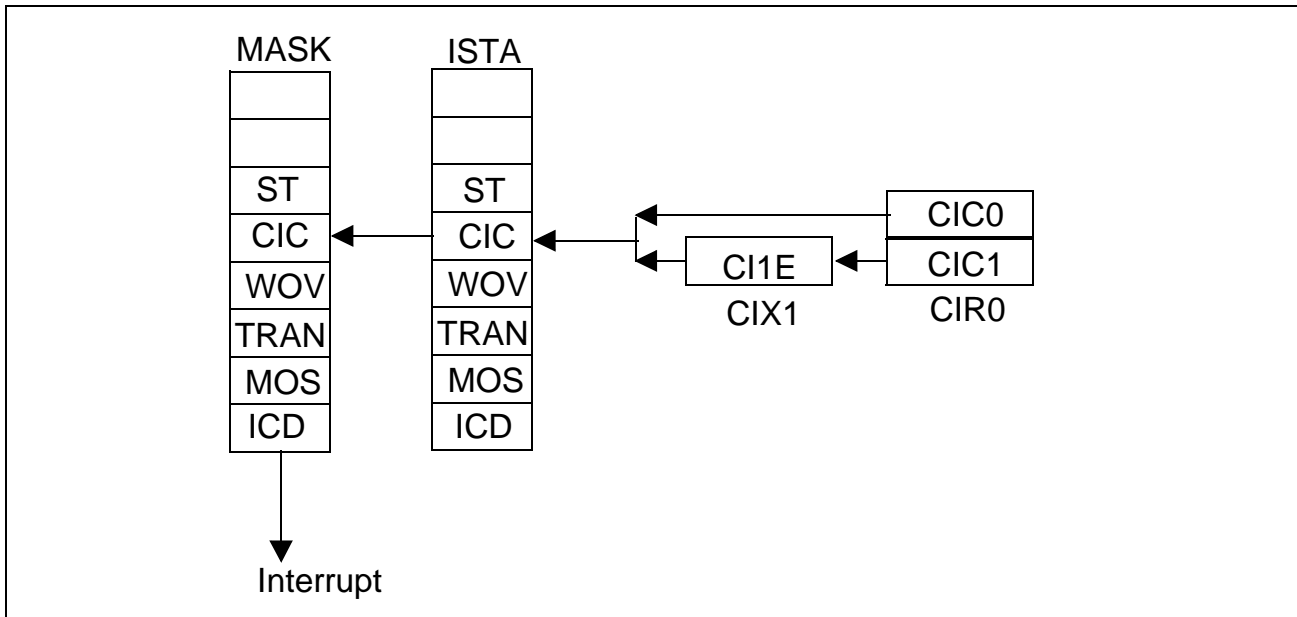 MASK
ISTA
ST
CIC
WOV
TRAN
MOS
ICD
ST
CIC
WOV
TRAN
MOS
ICD
CI1E
CIX1
CIC0
CIC1
CIR0
Interrupt